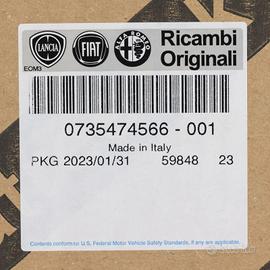 LANCIA FIAT ALFA ROMEO Ricambi
Originali
EOM3
0735474566 - 001
Made in Italy
PKG 2023/01/31 59848 23
Contents conform to U.S. Federal Motor Vehicle Safety Standards, if any are applicable.